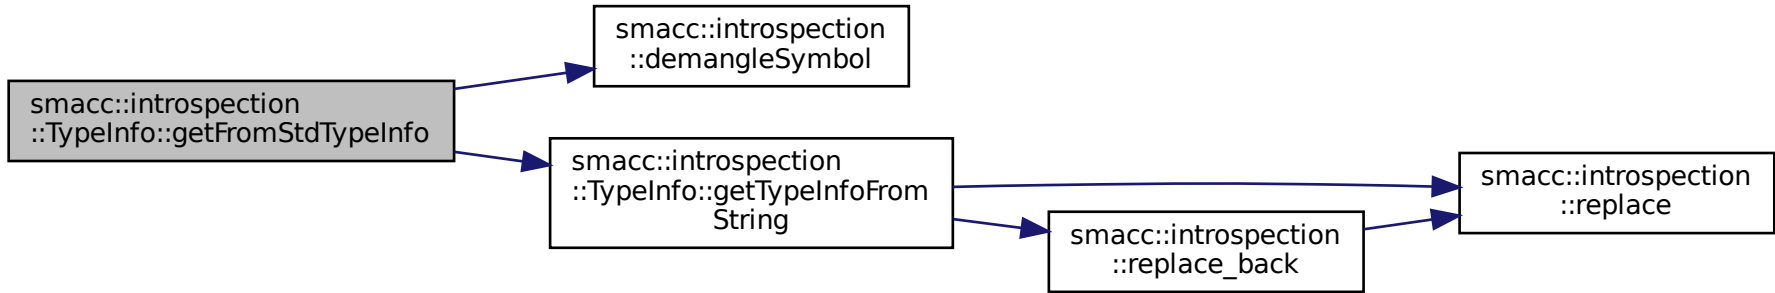 smacc::introspection
::demangleSymbol
smacc::introspection
::TypeInfo::getFromStdTypeInfo
smacc::introspection
::TypeInfo::getTypeInfoFrom
String
smacc::introspection
::replace
smacc::introspection
::replace_back